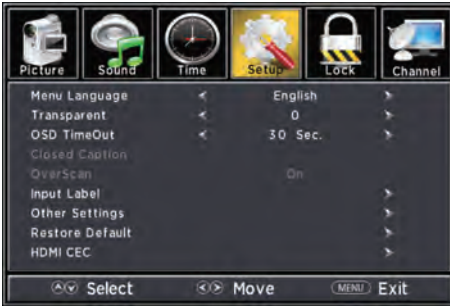 Picture Sound Time Setup Lock Channel
Menu Language English
Transparent 0
OSD TimeOut 30 Sec.
Closed Caption
OverScan On
Input Label
Other Settings
Restore Default
HDMI CEC
Select Move MENU Exit